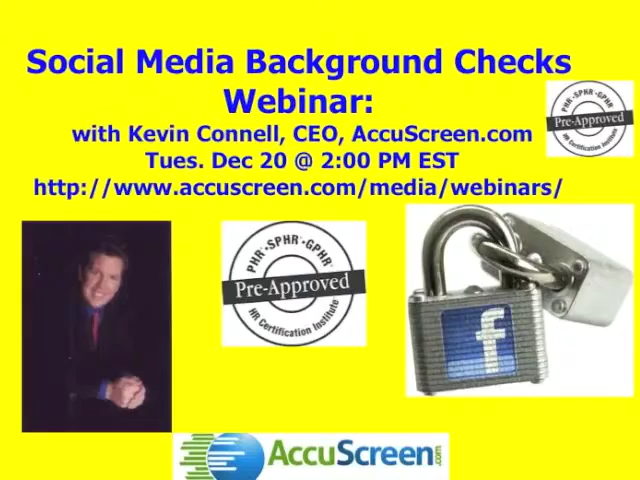 Social Media Background Checks
Webinar:
with Kevin Connell, CEO, AccuScreen.com
Tues. Dec 20 @ 2:00 PM EST
http://www.accuscreen.com/media/webinars/
PHR • SPHR • GPHR
Pre-Approved
HR Certification Institute
PHR • SPHR • GPHR
Pre-Approved
HR Certification Institute
f
AccuScreen.com